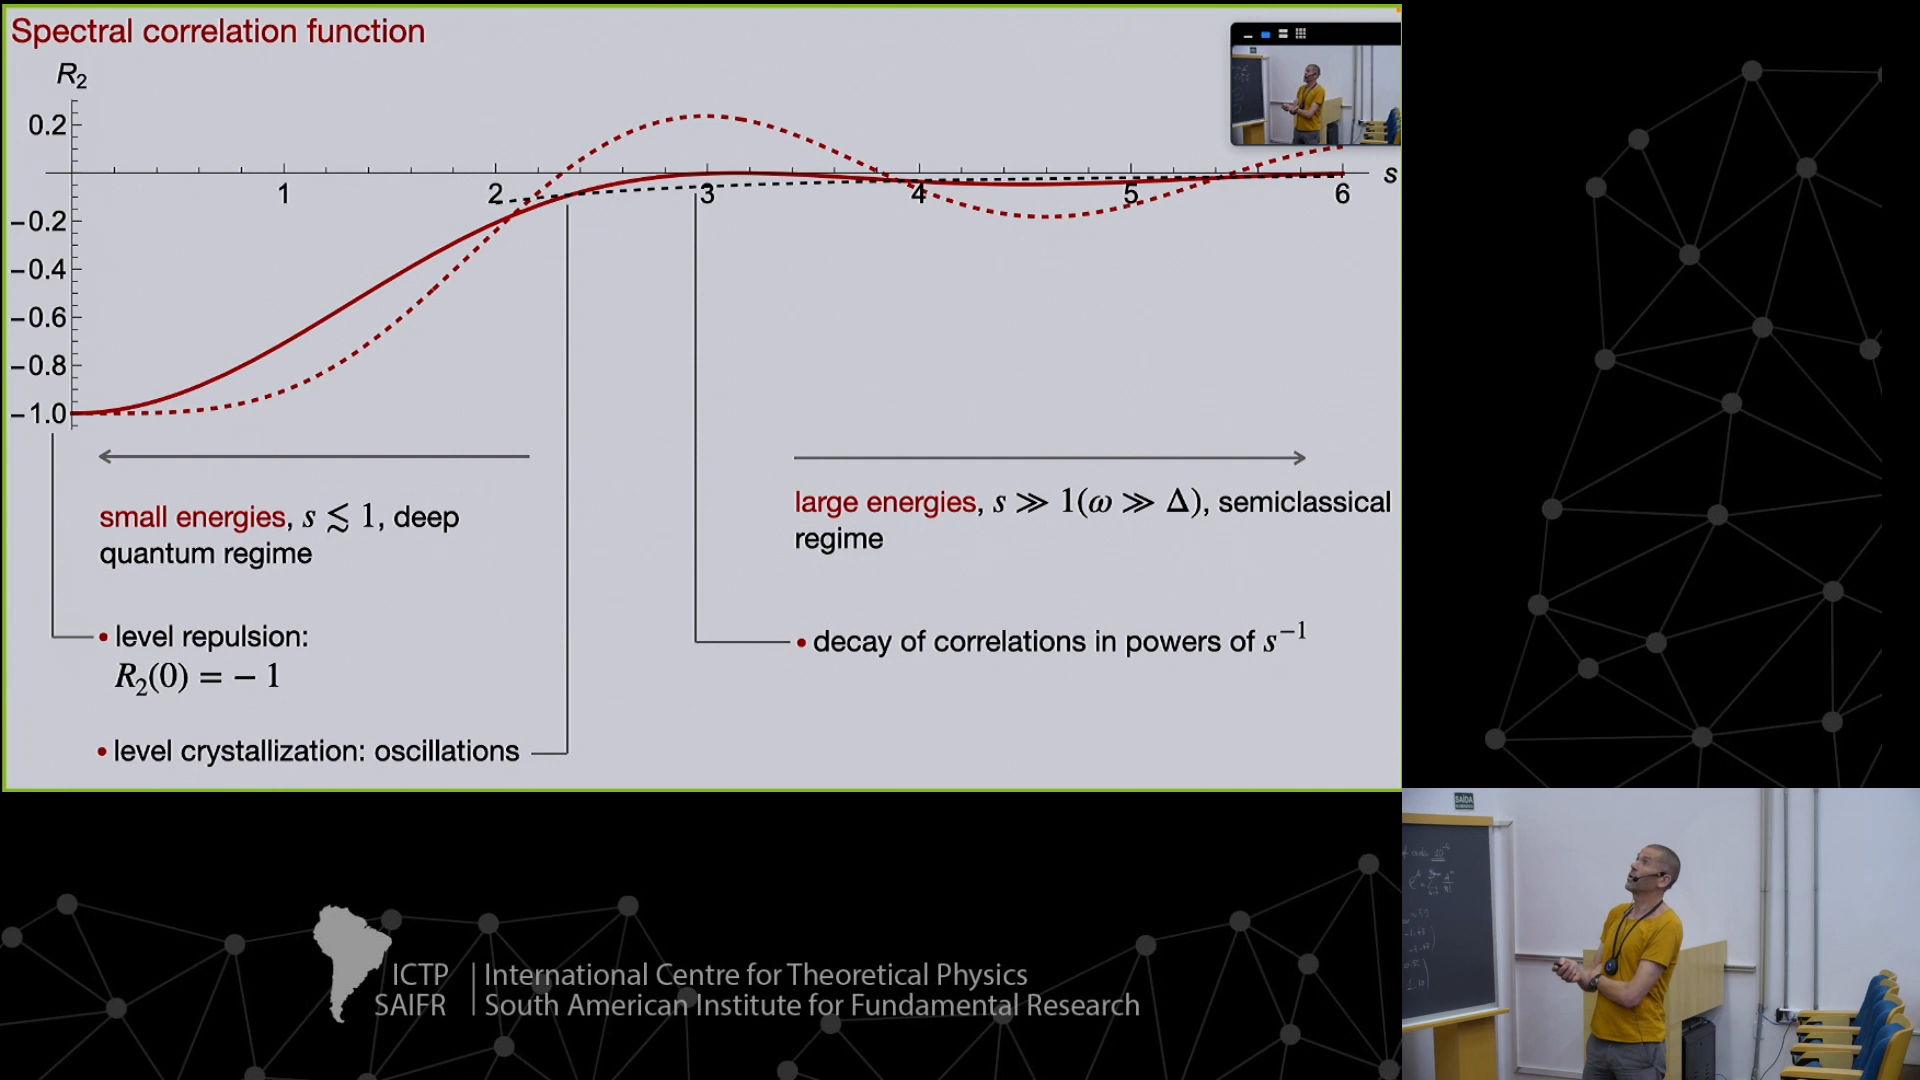 Spectral correlation function
R₂
0.2
−0.2
−0.4
−0.6
−0.8
−1.0
1 2 3 4 5 6 s
small energies, s ≲ 1, deep
quantum regime
• level repulsion:
R₂(0) = − 1
• level crystallization: oscillations
large energies, s ≫ 1(ω ≫ Δ), semiclassical
regime
• decay of correlations in powers of s⁻¹
SAÍDA
ICTP | International Centre for Theoretical Physics
SAIFR | South American Institute for Fundamental Research